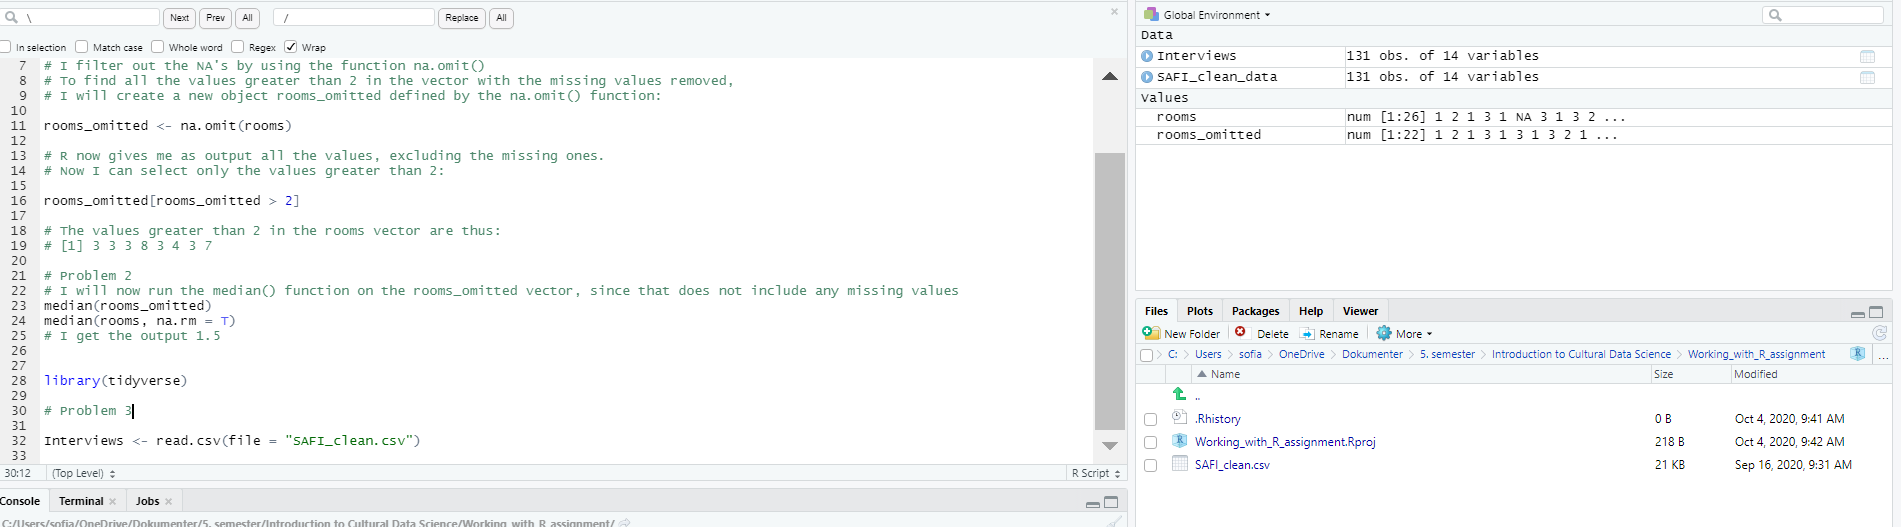 \ Next Prev All / Replace All
In selection Match case Whole word Regex Wrap
7 # I filter out the NA's by using the function na.omit()
8 # To find all the values greater than 2 in the vector with the missing values removed,
9 # I will create a new object rooms_omitted defined by the na.omit() function:
10
11 rooms_omitted <- na.omit(rooms)
12
13 # R now gives me as output all the values, excluding the missing ones.
14 # Now I can select only the values greater than 2:
15
16 rooms_omitted[rooms_omitted > 2]
17
18 # The values greater than 2 in the rooms vector are thus:
19 # [1] 3 3 3 8 3 4 3 7
20
21 # Problem 2
22 # I will now run the median() function on the rooms_omitted vector, since that does not include any missing values
23 median(rooms_omitted)
24 median(rooms, na.rm = T)
25 # I get the output 1.5
26
27
28 library(tidyverse)
29
30 # Problem 3
31
32 Interviews <- read.csv(file = "SAFI_clean.csv")
33
30:12 (Top Level) R Script
Console Terminal Jobs
C:/Users/sofia/OneDrive/Dokumenter/5. semester/Introduction to Cultural Data Science/Working_with_R_assignment/
Global Environment
Data
Interviews 131 obs. of 14 variables
SAFI_clean_data 131 obs. of 14 variables
Values
rooms num [1:26] 1 2 1 3 1 NA 3 1 3 2 ...
rooms_omitted num [1:22] 1 2 1 3 1 3 1 3 2 1 ...
Files Plots Packages Help Viewer
New Folder Delete Rename More
C: > Users > sofia > OneDrive > Dokumenter > 5. semester > Introduction to Cultural Data Science > Working_with_R_assignment ...
Name Size Modified
..
.Rhistory 0 B Oct 4, 2020, 9:41 AM
Working_with_R_assignment.Rproj 218 B Oct 4, 2020, 9:42 AM
SAFI_clean.csv 21 KB Sep 16, 2020, 9:31 AM